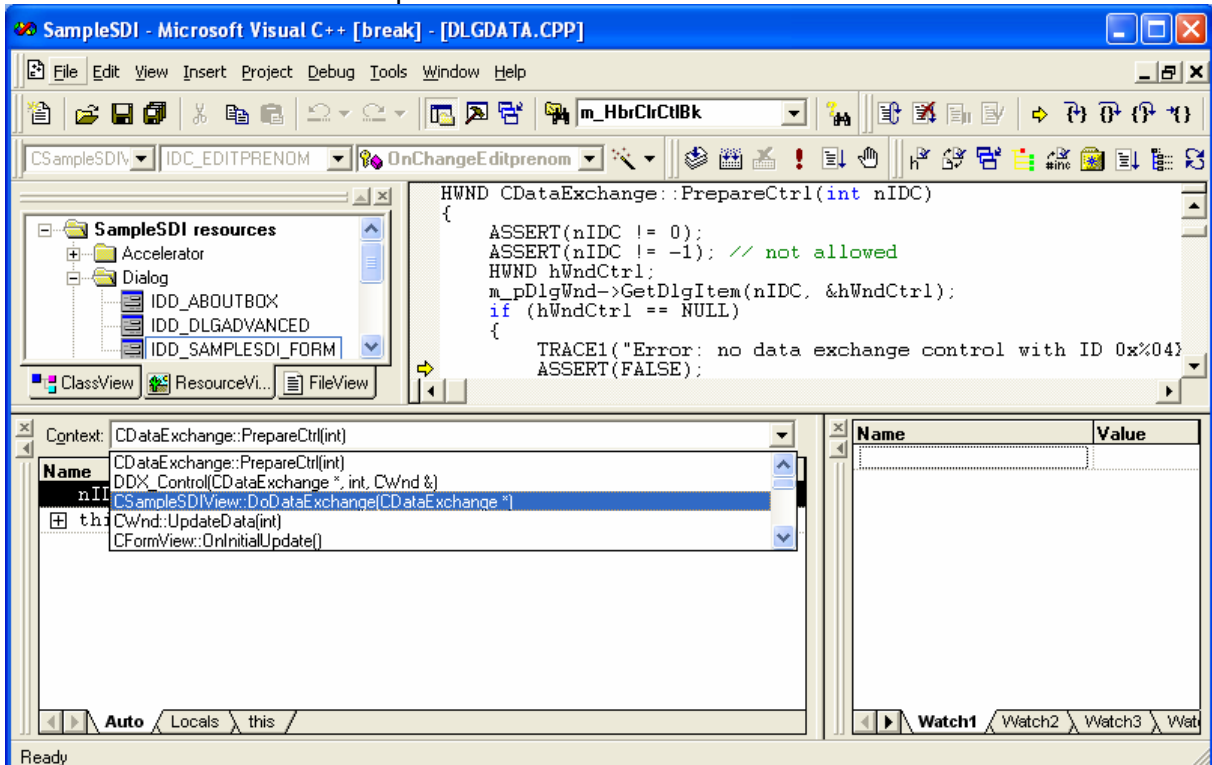 SampleSDI - Microsoft Visual C++ [break] - [DLGDATA.CPP]
File Edit View Insert Project Debug Tools Window Help
m_HbrClrCtlBk
CSampleSDIV IDC_EDITPRENOM OnChangeEditprenom
SampleSDI resources
Accelerator
Dialog
IDD_ABOUTBOX
IDD_DLGADVANCED
IDD_SAMPLESDI_FORM
ClassView ResourceVi... FileView
HWND CDataExchange::PrepareCtrl(int nIDC)
{
ASSERT(nIDC != 0);
ASSERT(nIDC != -1); // not allowed
HWND hWndCtrl;
m_pDlgWnd->GetDlgItem(nIDC, &hWndCtrl);
if (hWndCtrl == NULL)
{
TRACE1("Error: no data exchange control with ID 0x%04
ASSERT(FALSE);
Context: CDataExchange::PrepareCtrl(int)
Name
CDataExchange::PrepareCtrl(int)
DDX_Control(CDataExchange *, int, CWnd &)
CSampleSDIView::DoDataExchange(CDataExchange *)
CWnd::UpdateData(int)
CFormView::OnInitialUpdate()
Auto Locals this
Name Value
Watch1 Watch2 Watch3
Ready